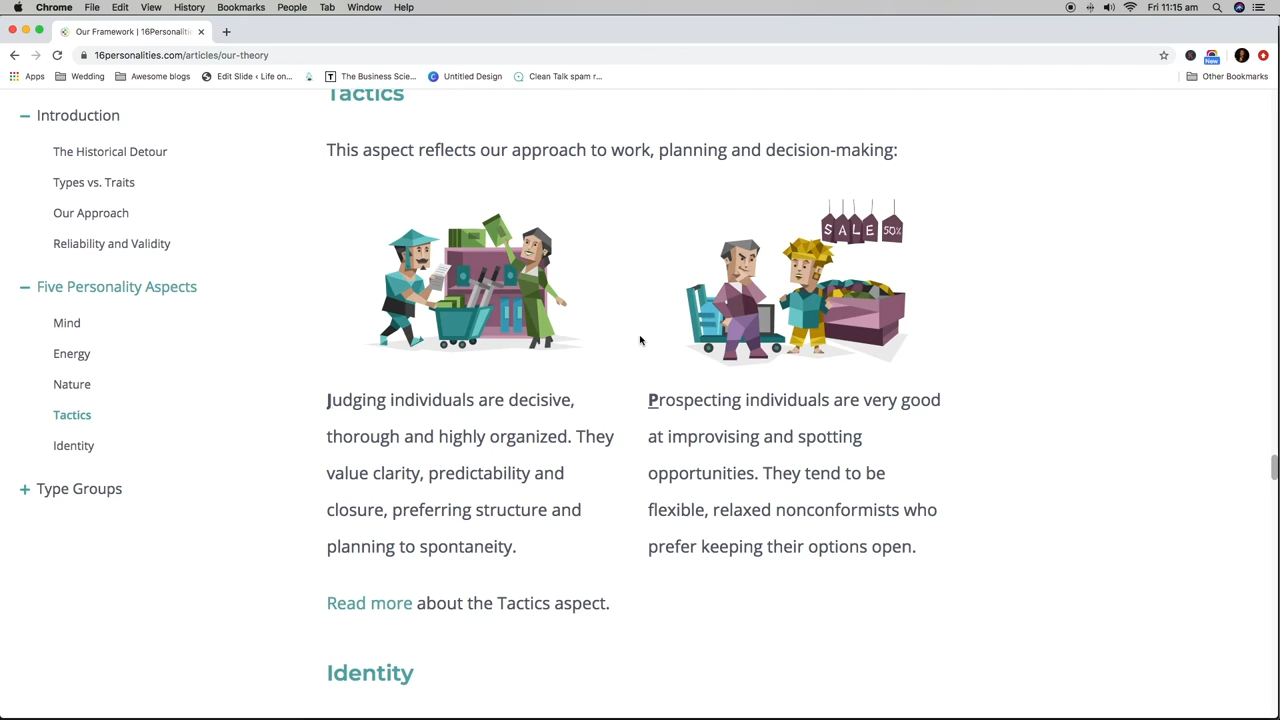 Chrome File Edit View History Bookmarks People Tab Window Help Fri 11:15 am
Our Framework | 16Personaliti
16personalities.com/articles/our-theory
New
Apps Wedding Awesome blogs Edit Slide ‹ Life on... T The Business Scie... C Untitled Design Clean Talk spam r... Other Bookmarks
Introduction
The Historical Detour
Types vs. Traits
Our Approach
Reliability and Validity
Five Personality Aspects
Mind
Energy
Nature
Tactics
Identity
Type Groups
Tactics
This aspect reflects our approach to work, planning and decision-making:
SALE 50%
Judging individuals are decisive,
thorough and highly organized. They
value clarity, predictability and
closure, preferring structure and
planning to spontaneity.
Prospecting individuals are very good
at improvising and spotting
opportunities. They tend to be
flexible, relaxed nonconformists who
prefer keeping their options open.
Read more about the Tactics aspect.
Identity